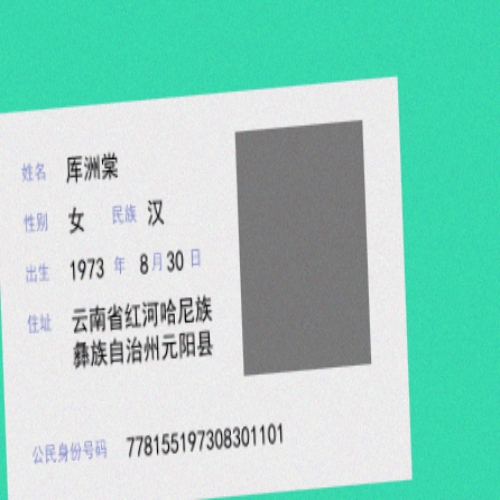 姓名 厍洲棠
性别 女 民族 汉
出生 1973 年 8 月 30 日
住址 云南省红河哈尼族
彝族自治州元阳县
公民身份号码 778155197308301101